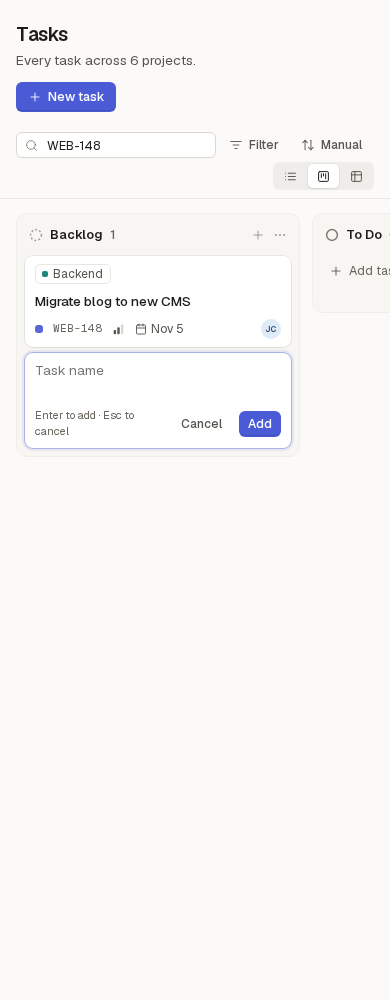 Tasks
Every task across 6 projects.
New task
WEB-148
Filter
Manual
Backlog 1
To Do
Backend
Add tas
Migrate blog to new CMS
WEB-148 Nov 5 JC
Task name
Enter to add · Esc to
cancel
Cancel
Add